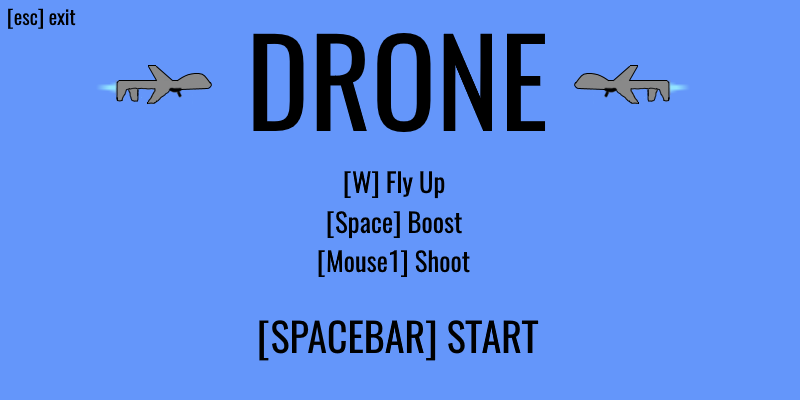 [esc] exit
DRONE
[W] Fly Up
[Space] Boost
[Mouse1] Shoot
[SPACEBAR] START